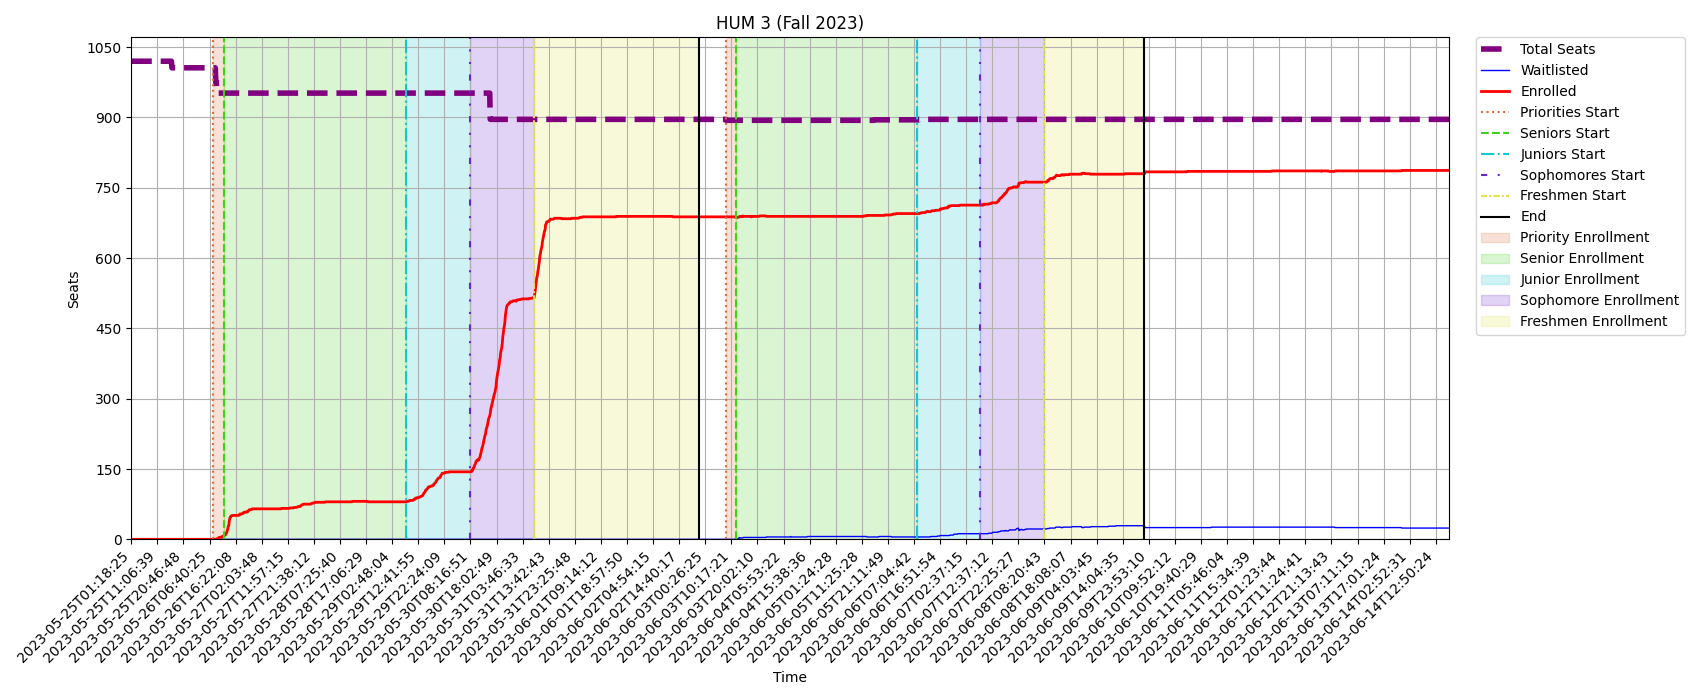 HUM 3 (Fall 2023)
Seats
1050
900
750
600
450
300
150
0
2023-05-25T01:18:25
2023-05-25T11:06:39
2023-05-25T20:46:48
2023-05-26T06:40:25
2023-05-26T16:22:08
2023-05-27T02:03:48
2023-05-27T11:57:15
2023-05-27T21:38:12
2023-05-28T07:25:40
2023-05-28T17:06:29
2023-05-29T02:48:04
2023-05-29T12:41:55
2023-05-29T22:24:09
2023-05-30T08:16:51
2023-05-30T18:02:49
2023-05-31T03:46:33
2023-05-31T13:42:43
2023-05-31T23:25:48
2023-06-01T09:14:12
2023-06-01T18:57:50
2023-06-02T04:54:15
2023-06-02T14:40:17
2023-06-03T00:26:25
2023-06-03T10:17:21
2023-06-03T20:02:10
2023-06-04T05:53:22
2023-06-04T15:38:36
2023-06-05T01:24:28
2023-06-05T11:25:28
2023-06-05T21:11:49
2023-06-06T07:04:42
2023-06-06T16:51:54
2023-06-07T02:37:15
2023-06-07T12:37:12
2023-06-07T22:25:27
2023-06-08T08:20:43
2023-06-08T18:08:07
2023-06-09T04:03:45
2023-06-09T14:04:35
2023-06-09T23:53:10
2023-06-10T09:52:12
2023-06-10T19:40:29
2023-06-11T05:46:04
2023-06-11T15:34:39
2023-06-12T01:23:44
2023-06-12T11:24:41
2023-06-12T21:13:43
2023-06-13T07:11:15
2023-06-13T17:01:24
2023-06-14T02:52:31
2023-06-14T12:50:24
Time
Total Seats
Waitlisted
Enrolled
Priorities Start
Seniors Start
Juniors Start
Sophomores Start
Freshmen Start
End
Priority Enrollment
Senior Enrollment
Junior Enrollment
Sophomore Enrollment
Freshmen Enrollment